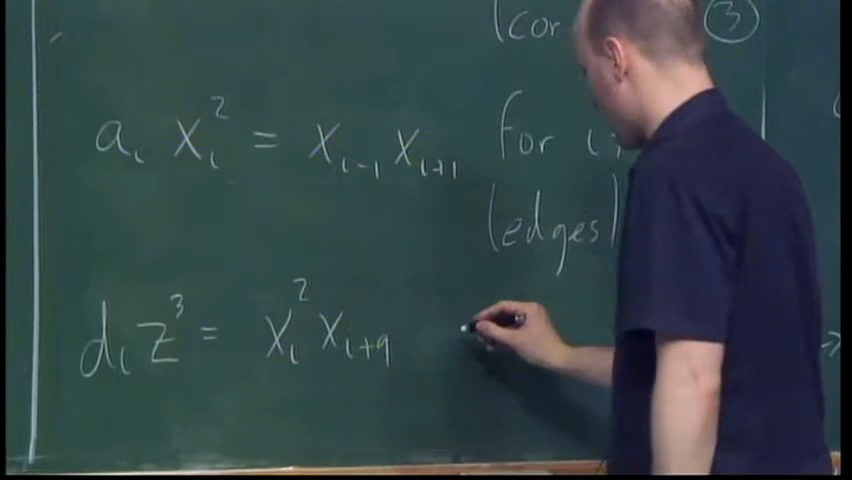 (cor ③
a_i x_i^2 = x_{i-1} x_{i+1} for i
(edges)
d_i z^3 = x_i^2 x_{i+9}